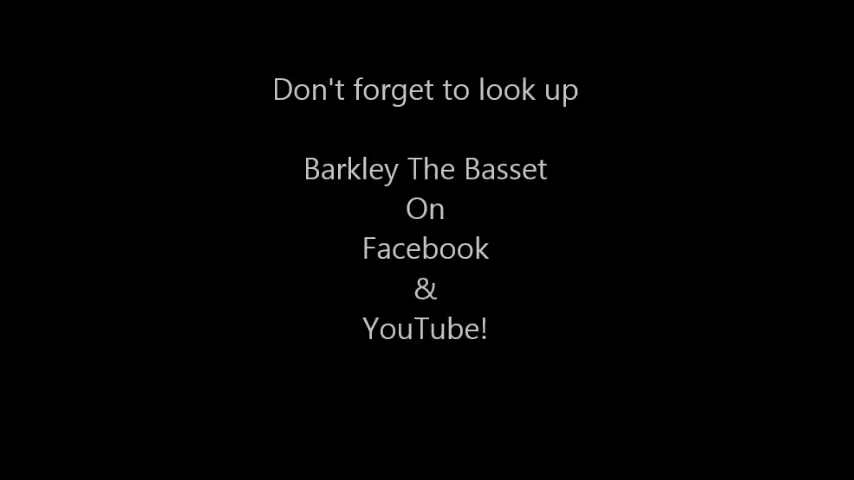 Don't forget to look up
Barkley The Basset
On
Facebook
&
YouTube!